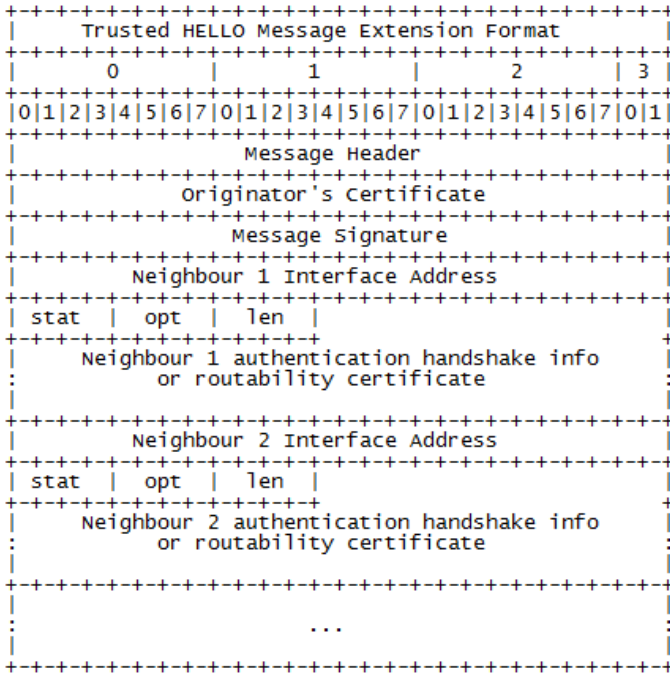 +-+-+-+-+-+-+-+-+-+-+-+-+-+-+-+-+-+-+-+-+-+-+-+-+-+-+
| Trusted HELLO Message Extension Format |
+-+-+-+-+-+-+-+-+-+-+-+-+-+-+-+-+-+-+-+-+-+-+-+-+-+-+
| 0 | 1 | 2 | 3 |
+-+-+-+-+-+-+-+-+-+-+-+-+-+-+-+-+-+-+-+-+-+-+-+-+-+-+
|0|1|2|3|4|5|6|7|0|1|2|3|4|5|6|7|0|1|2|3|4|5|6|7|0|1|
+-+-+-+-+-+-+-+-+-+-+-+-+-+-+-+-+-+-+-+-+-+-+-+-+-+-+
| Message Header |
+-+-+-+-+-+-+-+-+-+-+-+-+-+-+-+-+-+-+-+-+-+-+-+-+-+-+
| Originator's Certificate |
+-+-+-+-+-+-+-+-+-+-+-+-+-+-+-+-+-+-+-+-+-+-+-+-+-+-+
| Message Signature |
+-+-+-+-+-+-+-+-+-+-+-+-+-+-+-+-+-+-+-+-+-+-+-+-+-+-+
| Neighbour 1 Interface Address |
+-+-+-+-+-+-+-+-+-+-+-+-+-+-+-+-+-+-+-+-+-+-+-+-+-+-+
| stat | opt | len | |
+-+-+-+-+-+-+-+-+-+-+-+-+ +
| Neighbour 1 authentication handshake info |
: or routability certificate :
| |
+-+-+-+-+-+-+-+-+-+-+-+-+-+-+-+-+-+-+-+-+-+-+-+-+-+-+
| Neighbour 2 Interface Address |
+-+-+-+-+-+-+-+-+-+-+-+-+-+-+-+-+-+-+-+-+-+-+-+-+-+-+
| stat | opt | len | |
+-+-+-+-+-+-+-+-+-+-+-+-+ +
| Neighbour 2 authentication handshake info |
: or routability certificate :
| |
+-+-+-+-+-+-+-+-+-+-+-+-+-+-+-+-+-+-+-+-+-+-+-+-+-+-+
| |
: ... :
| |
+-+-+-+-+-+-+-+-+-+-+-+-+-+-+-+-+-+-+-+-+-+-+-+-+-+-+